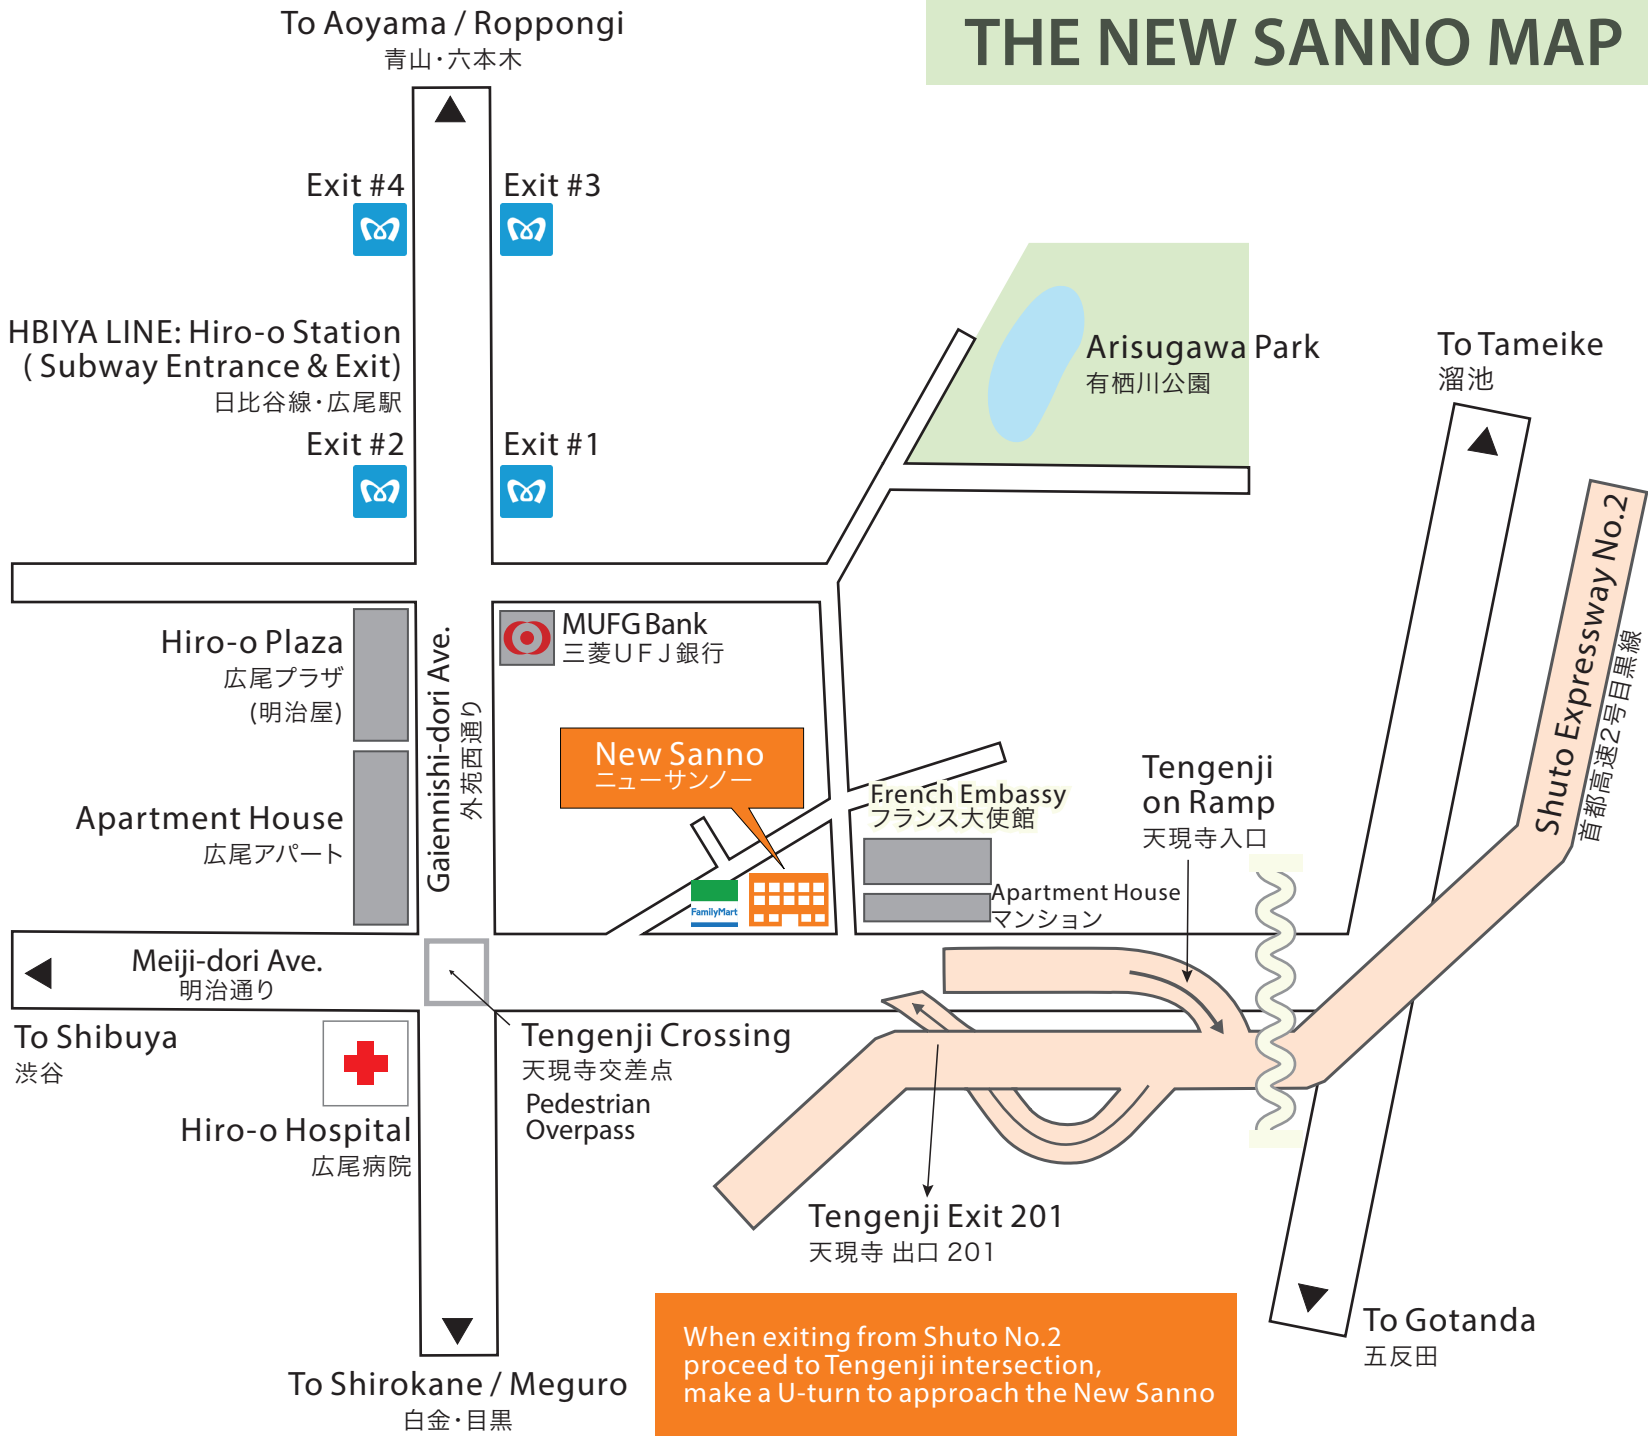 To Aoyama / Roppongi
青山・六本木
THE NEW SANNO MAP
Exit #4
Exit #3
HBIYA LINE: Hiro-o Station
( Subway Entrance & Exit)
日比谷線・広尾駅
Exit #2
Exit #1
Arisugawa Park
有栖川公園
To Tameike
溜池
Shuto Expressway No.2
首都高速2号目黒線
Hiro-o Plaza
広尾プラザ
(明治屋)
MUFG Bank
三菱UFJ銀行
Gaiennishi-dori Ave.
外苑西通り
New Sanno
ニューサンノー
Apartment House
広尾アパート
French Embassy
フランス大使館
Tengenji
on Ramp
天現寺入口
FamilyMart
Apartment House
マンション
Meiji-dori Ave.
明治通り
To Shibuya
渋谷
Tengenji Crossing
天現寺交差点
Pedestrian
Overpass
Hiro-o Hospital
広尾病院
Tengenji Exit 201
天現寺 出口 201
When exiting from Shuto No.2
proceed to Tengenji intersection,
make a U-turn to approach the New Sanno
To Gotanda
五反田
To Shirokane / Meguro
白金・目黒